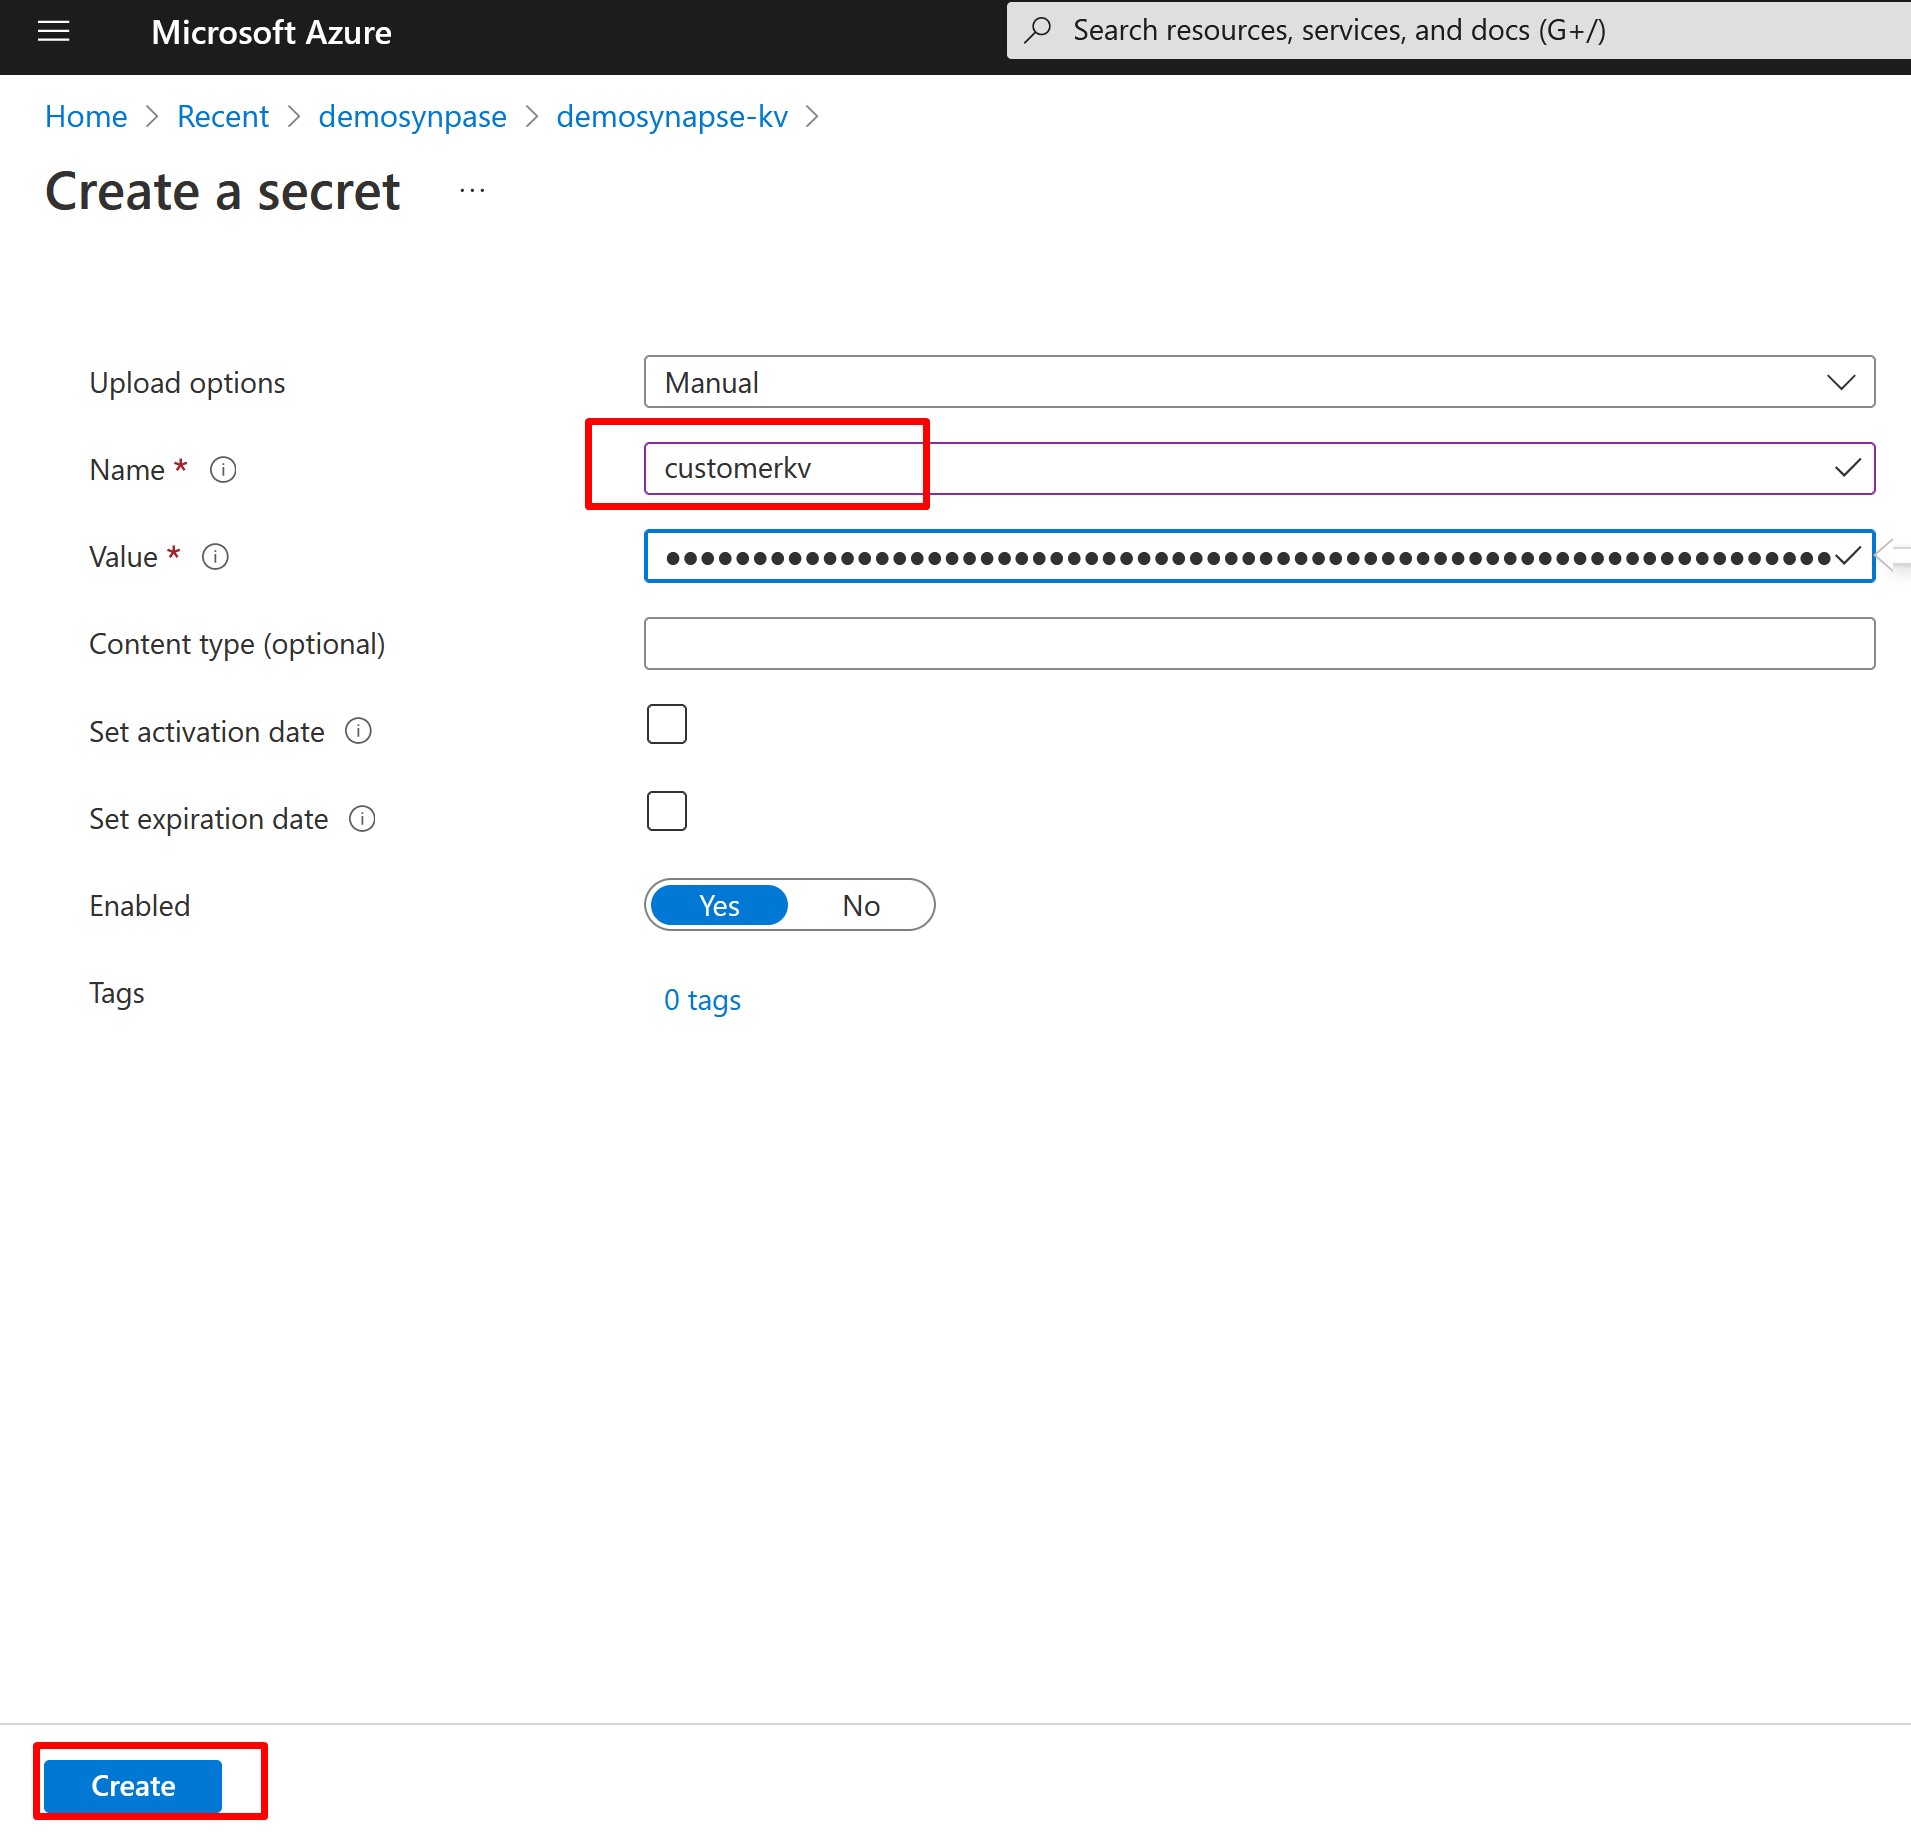 Microsoft Azure
Search resources, services, and docs (G+/)
Home > Recent > demosynpase > demosynapse-kv >
Create a secret ...
Upload options
Manual
Name *
customerkv
Value *
●●●●●●●●●●●●●●●●●●●●●●●●●●●●●●●●●●●●●●●●●●●●●●●●●●●●●●●●●●●●●●●●●●●
Content type (optional)
Set activation date
Set expiration date
Enabled
Yes No
Tags
0 tags
Create